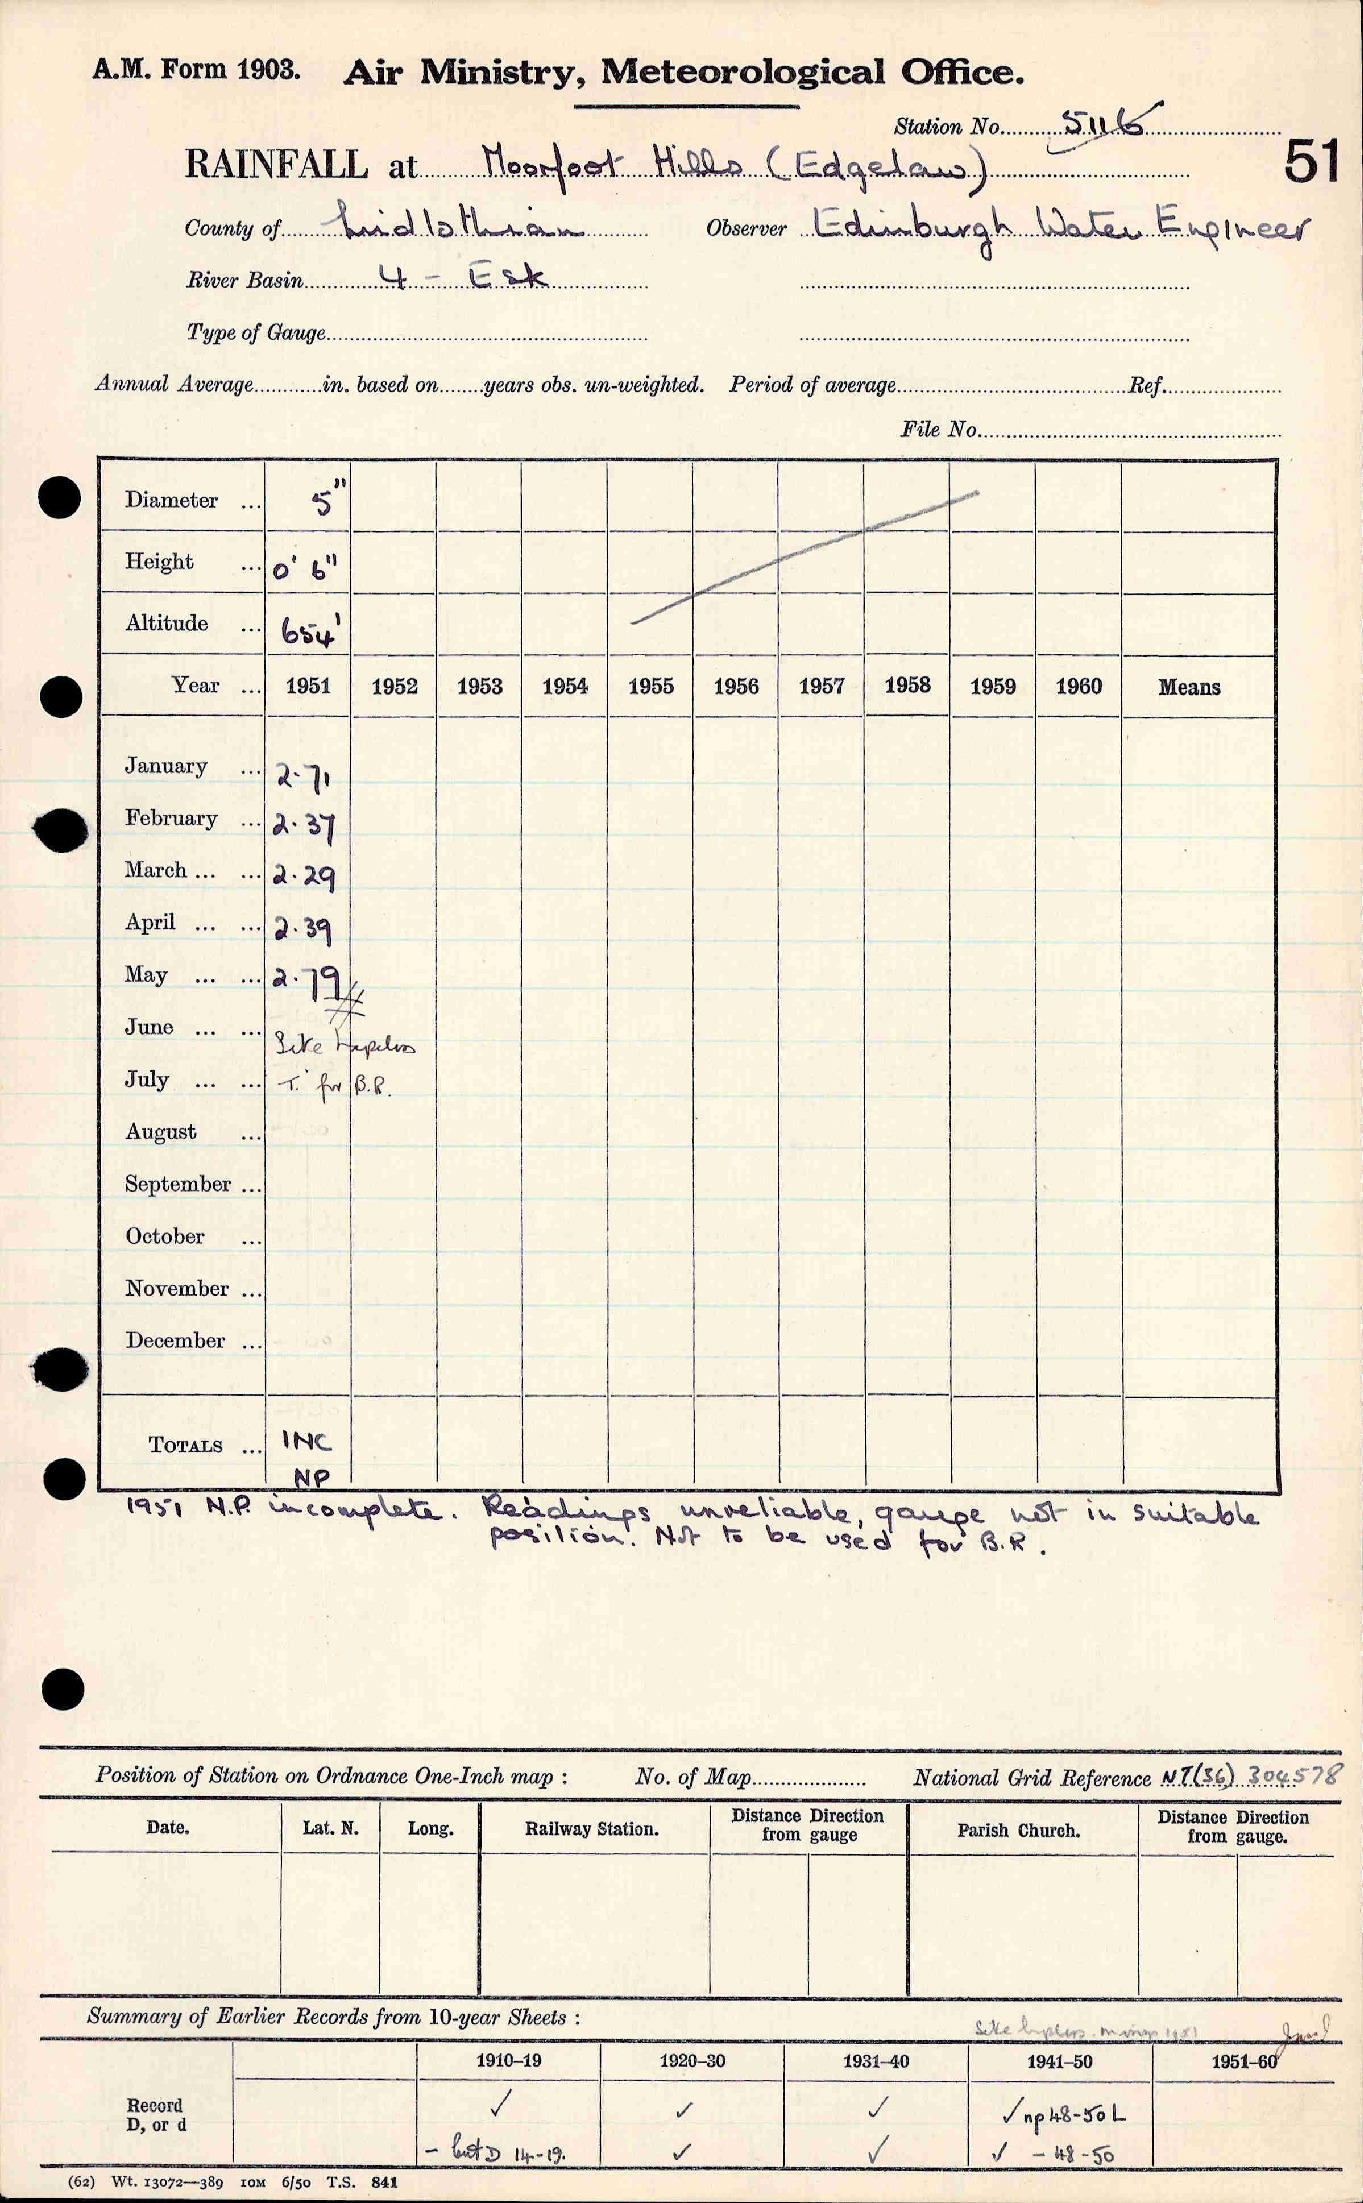 A.M. Form 1903. Air Ministry, Meteorological Office.
Station No. 5116
RAINFALL at Moorfoot Hills (Edgelaw)
51
County of Midlothian Observer Edinburgh Water Engineer
River Basin 4 - Esk
Type of Gauge
Annual Average in. based on years obs. un-weighted. Period of average Ref.
File No.
Diameter ... 5"
Height ... 0' 6"
Altitude ... 654'
Year ... 1951 1952 1953 1954 1955 1956 1957 1958 1959 1960 Means
January ... 2.71
February ... 2.37
March ... ... 2.29
April ... ... 2.39
May ... ... 2.79
June ... ... Site
July ... ... T. for B.R.
August ...
September ...
October ...
November ...
December ...
TOTALS ... INC
NP
1951 N.P. incomplete. Readings unreliable, gauge not in suitable
position. Not to be used for B.R.
Position of Station on Ordnance One-Inch map : No. of Map National Grid Reference NT(36) 304578
Date. Lat. N. Long. Railway Station. Distance Direction from gauge Parish Church. Distance Direction from gauge.
Summary of Earlier Records from 10-year Sheets :
Site 1951
1910–19 1920–30 1931–40 1941–50 1951–60
Record ✓ ✓ ✓ ✓ np 48-50 L
D, or d - but D 14-19. ✓ ✓ ✓ - 48-50
(62) Wt. 13072—389 10M 6/50 T.S. 841